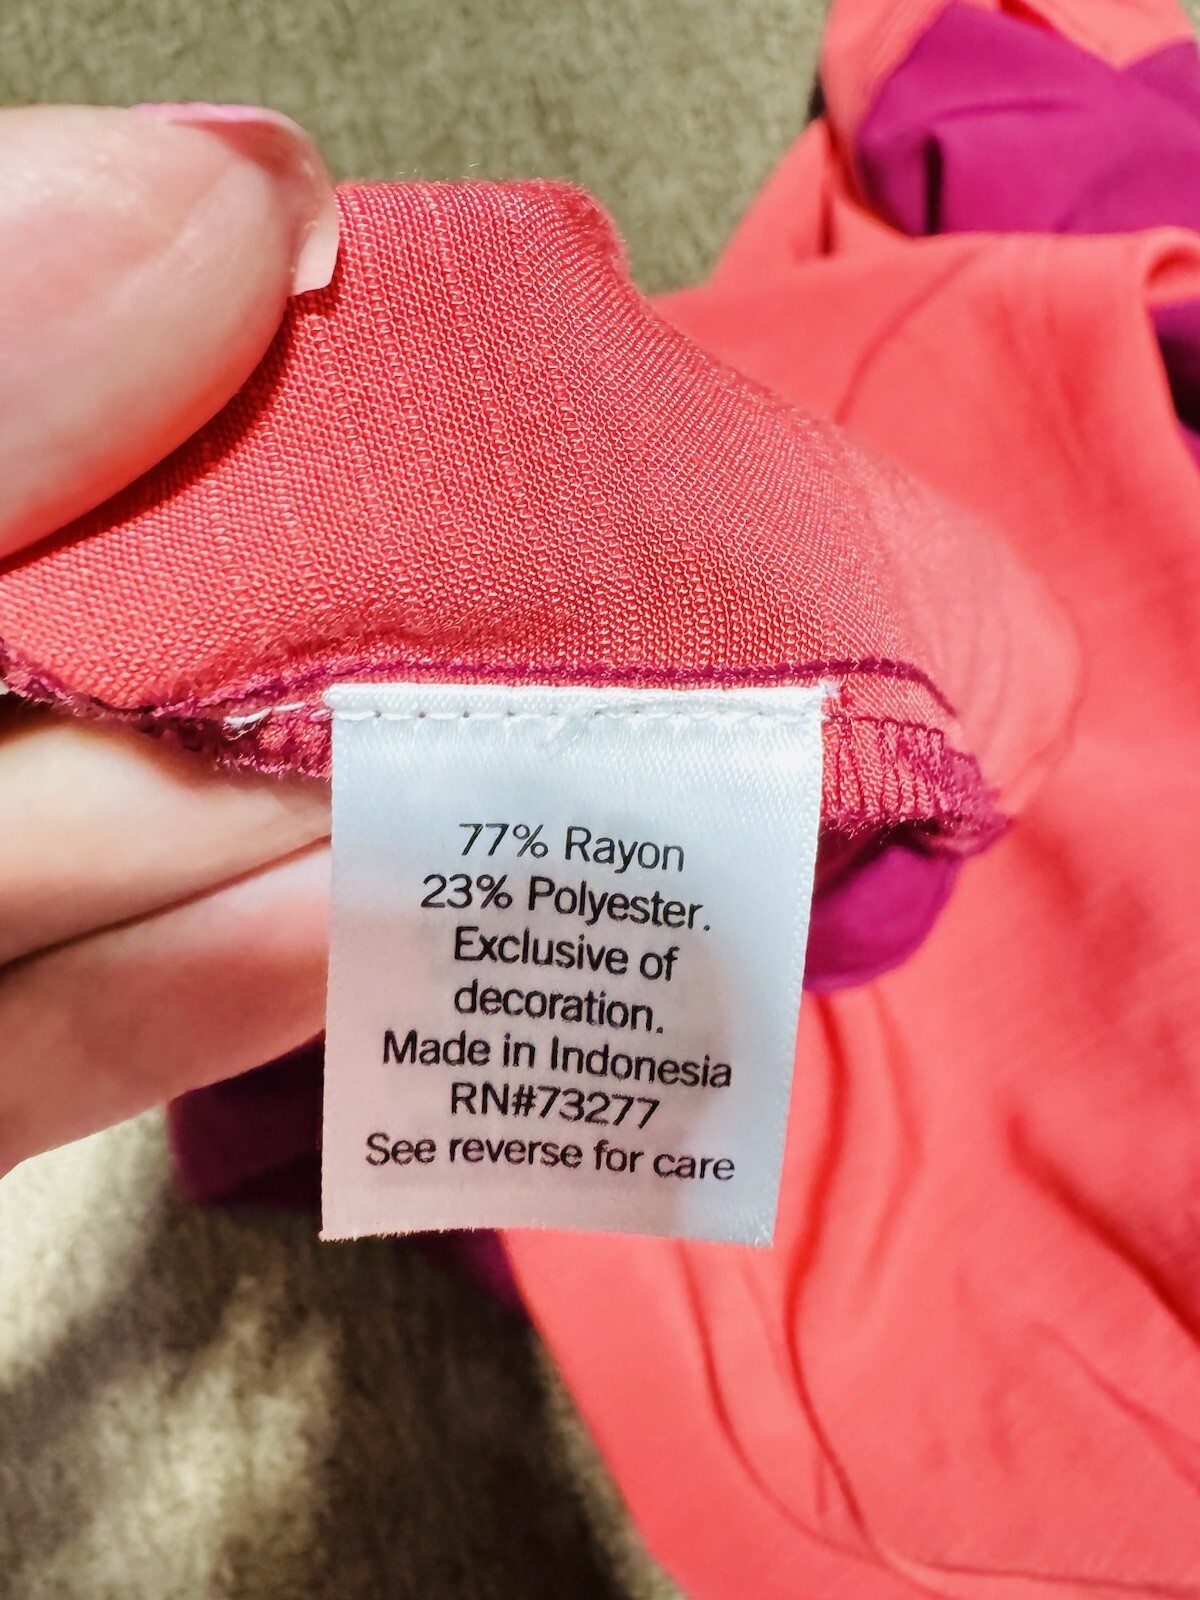 77% Rayon
23% Polyester.
Exclusive of
decoration.
Made in Indonesia
RN#73277
See reverse for care